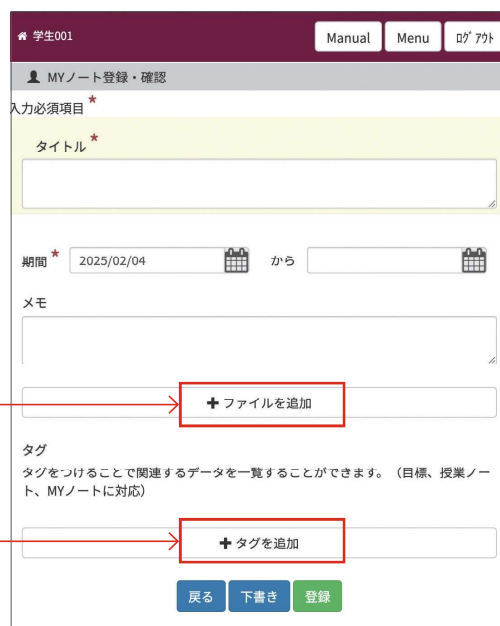 学生001 Manual Menu ﾛｸﾞｱｳﾄ
MYノート登録・確認
入力必須項目 *
タイトル *
期間 * 2025/02/04 から
メモ
+ ファイルを追加
タグ
タグをつけることで関連するデータを一覧することができます。（目標、授業ノー
ト、MYノートに対応）
+ タグを追加
戻る 下書き 登録